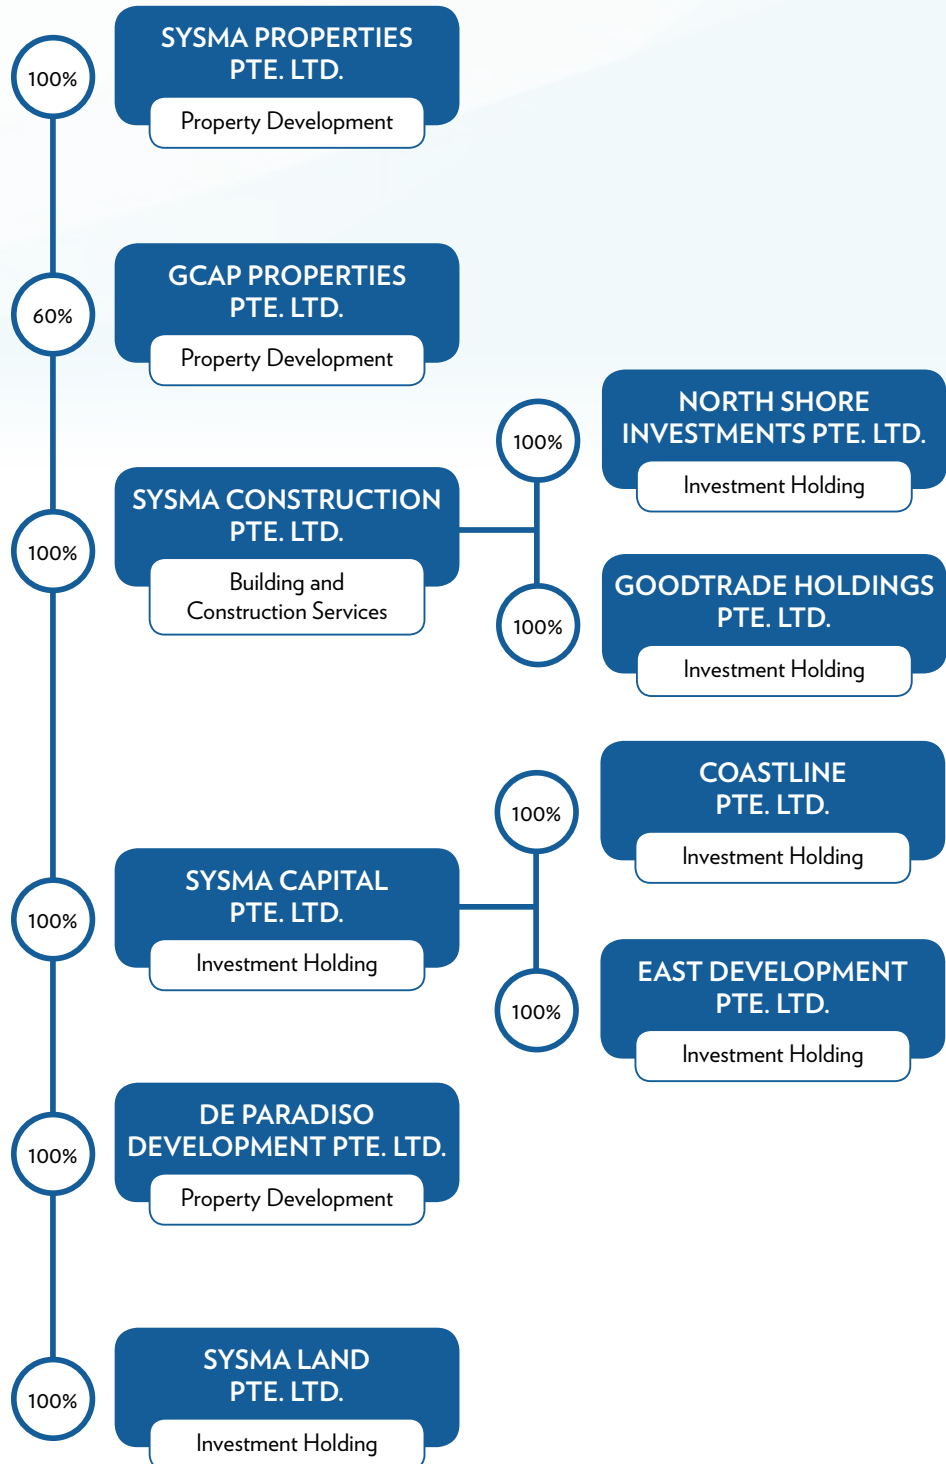 100%
SYSMA PROPERTIES
PTE. LTD.
Property Development
60%
GCAP PROPERTIES
PTE. LTD.
Property Development
100%
SYSMA CONSTRUCTION
PTE. LTD.
Building and
Construction Services
100%
NORTH SHORE
INVESTMENTS PTE. LTD.
Investment Holding
100%
GOODTRADE HOLDINGS
PTE. LTD.
Investment Holding
100%
SYSMA CAPITAL
PTE. LTD.
Investment Holding
100%
COASTLINE
PTE. LTD.
Investment Holding
100%
EAST DEVELOPMENT
PTE. LTD.
Investment Holding
100%
DE PARADISO
DEVELOPMENT PTE. LTD.
Property Development
100%
SYSMA LAND
PTE. LTD.
Investment Holding